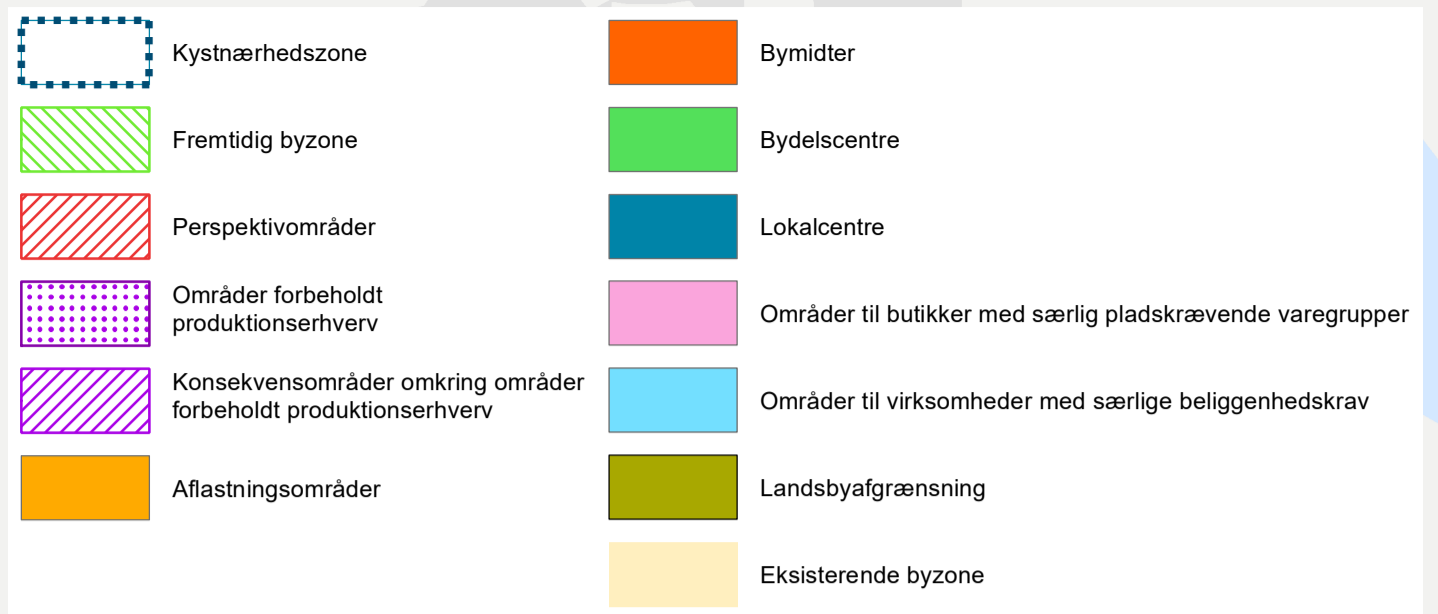 Kystnærhedszone
Fremtidig byzone
Perspektivområder
Områder forbeholdt
produktionserhverv
Konsekvensområder omkring områder
forbeholdt produktionserhverv
Aflastningsområder
Bymidter
Bydelscentre
Lokalcentre
Områder til butikker med særlig pladskrævende varegrupper
Områder til virksomheder med særlige beliggenhedskrav
Landsbyafgrænsning
Eksisterende byzone